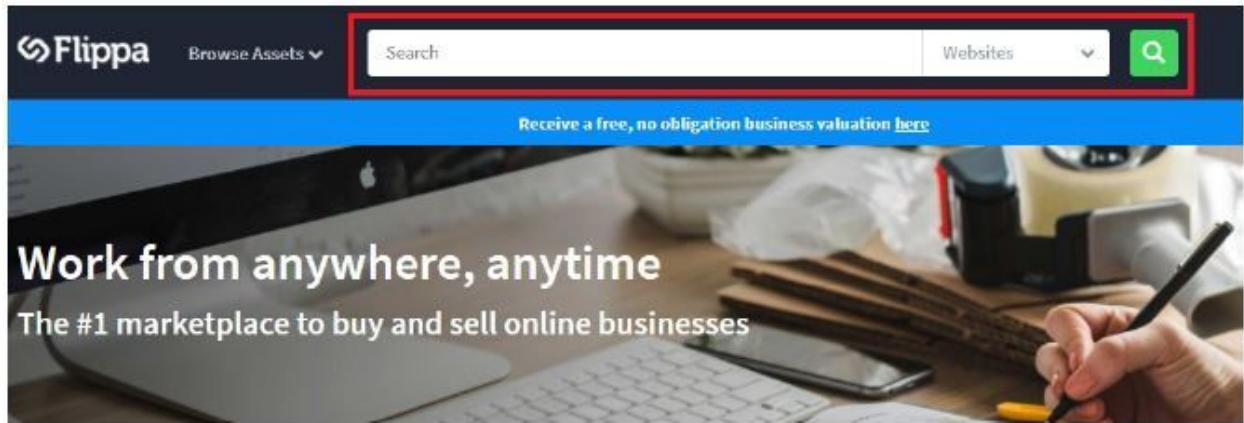 Flippa Browse Assets Search Websites
Receive a free, no obligation business valuation here
Work from anywhere, anytime
The #1 marketplace to buy and sell online businesses